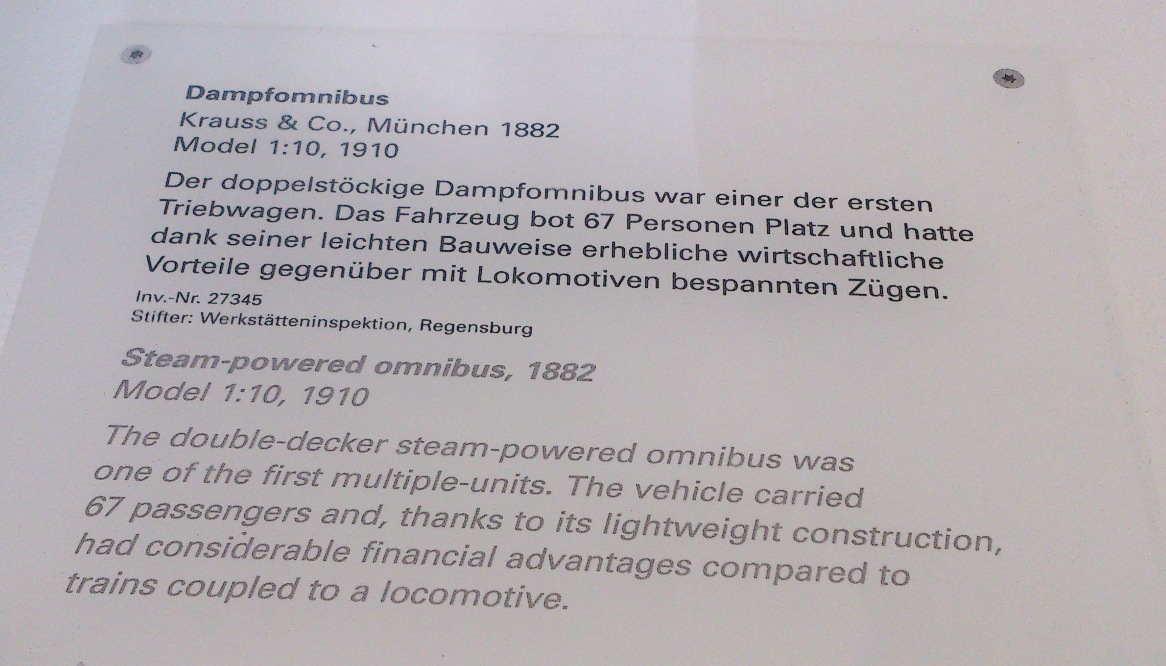 Dampfomnibus
Krauss & Co., München 1882
Model 1:10, 1910
Der doppelstöckige Dampfomnibus war einer der ersten
Triebwagen. Das Fahrzeug bot 67 Personen Platz und hatte
dank seiner leichten Bauweise erhebliche wirtschaftliche
Vorteile gegenüber mit Lokomotiven bespannten Zügen.
Inv.-Nr. 27345
Stifter: Werkstätteninspektion, Regensburg
Steam-powered omnibus, 1882
Model 1:10, 1910
The double-decker steam-powered omnibus was
one of the first multiple-units. The vehicle carried
67 passengers and, thanks to its lightweight construction,
had considerable financial advantages compared to
trains coupled to a locomotive.